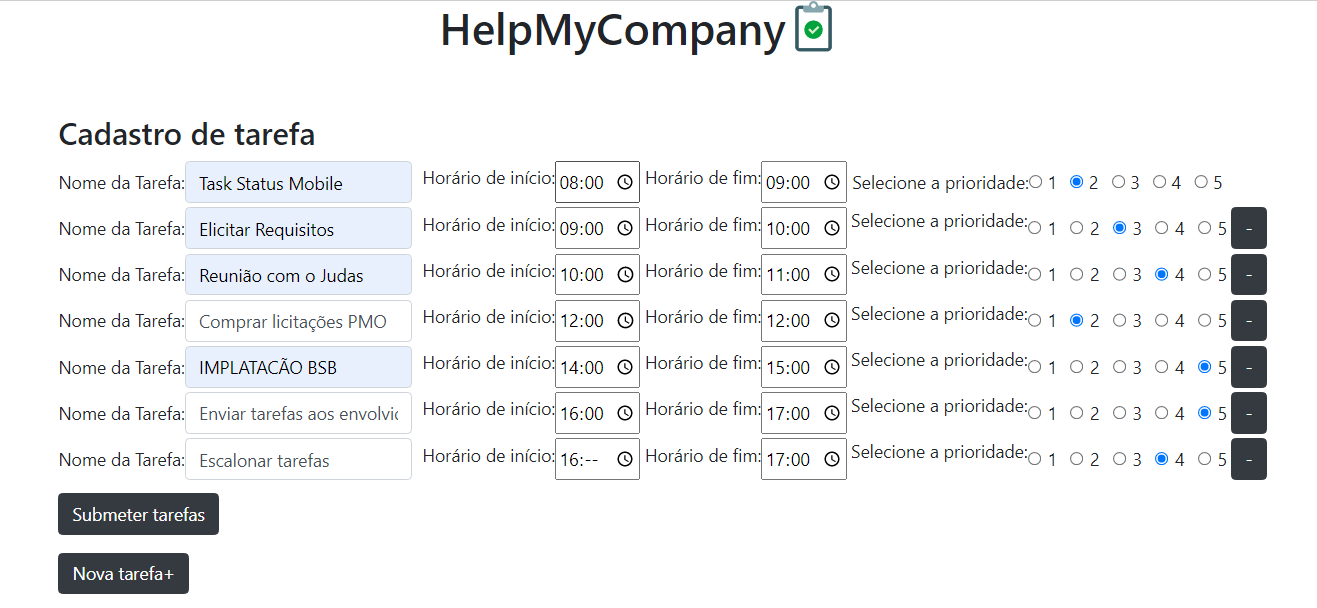 HelpMyCompany
Cadastro de tarefa
Nome da Tarefa: Task Status Mobile Horário de início: 08:00 Horário de fim: 09:00 Selecione a prioridade: 1 2 3 4 5
Nome da Tarefa: Elicitar Requisitos Horário de início: 09:00 Horário de fim: 10:00 Selecione a prioridade: 1 2 3 4 5 -
Nome da Tarefa: Reunião com o Judas Horário de início: 10:00 Horário de fim: 11:00 Selecione a prioridade: 1 2 3 4 5 -
Nome da Tarefa: Comprar licitações PMO Horário de início: 12:00 Horário de fim: 12:00 Selecione a prioridade: 1 2 3 4 5 -
Nome da Tarefa: IMPLATACÃO BSB Horário de início: 14:00 Horário de fim: 15:00 Selecione a prioridade: 1 2 3 4 5 -
Nome da Tarefa: Enviar tarefas aos envolvic Horário de início: 16:00 Horário de fim: 17:00 Selecione a prioridade: 1 2 3 4 5 -
Nome da Tarefa: Escalonar tarefas Horário de início: 16:-- Horário de fim: 17:00 Selecione a prioridade: 1 2 3 4 5 -
Submeter tarefas
Nova tarefa+